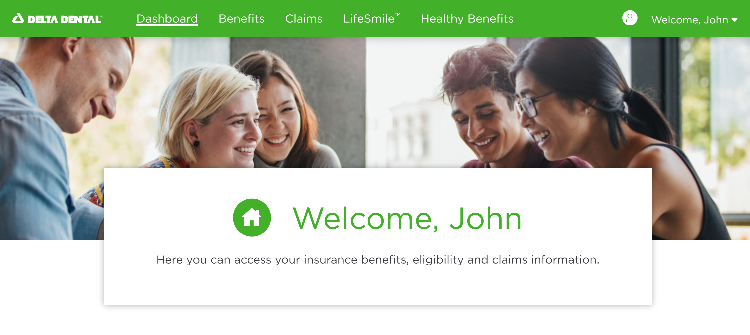 DELTA DENTAL Dashboard Benefits Claims LifeSmile Healthy Benefits Welcome, John
Welcome, John
Here you can access your insurance benefits, eligibility and claims information.